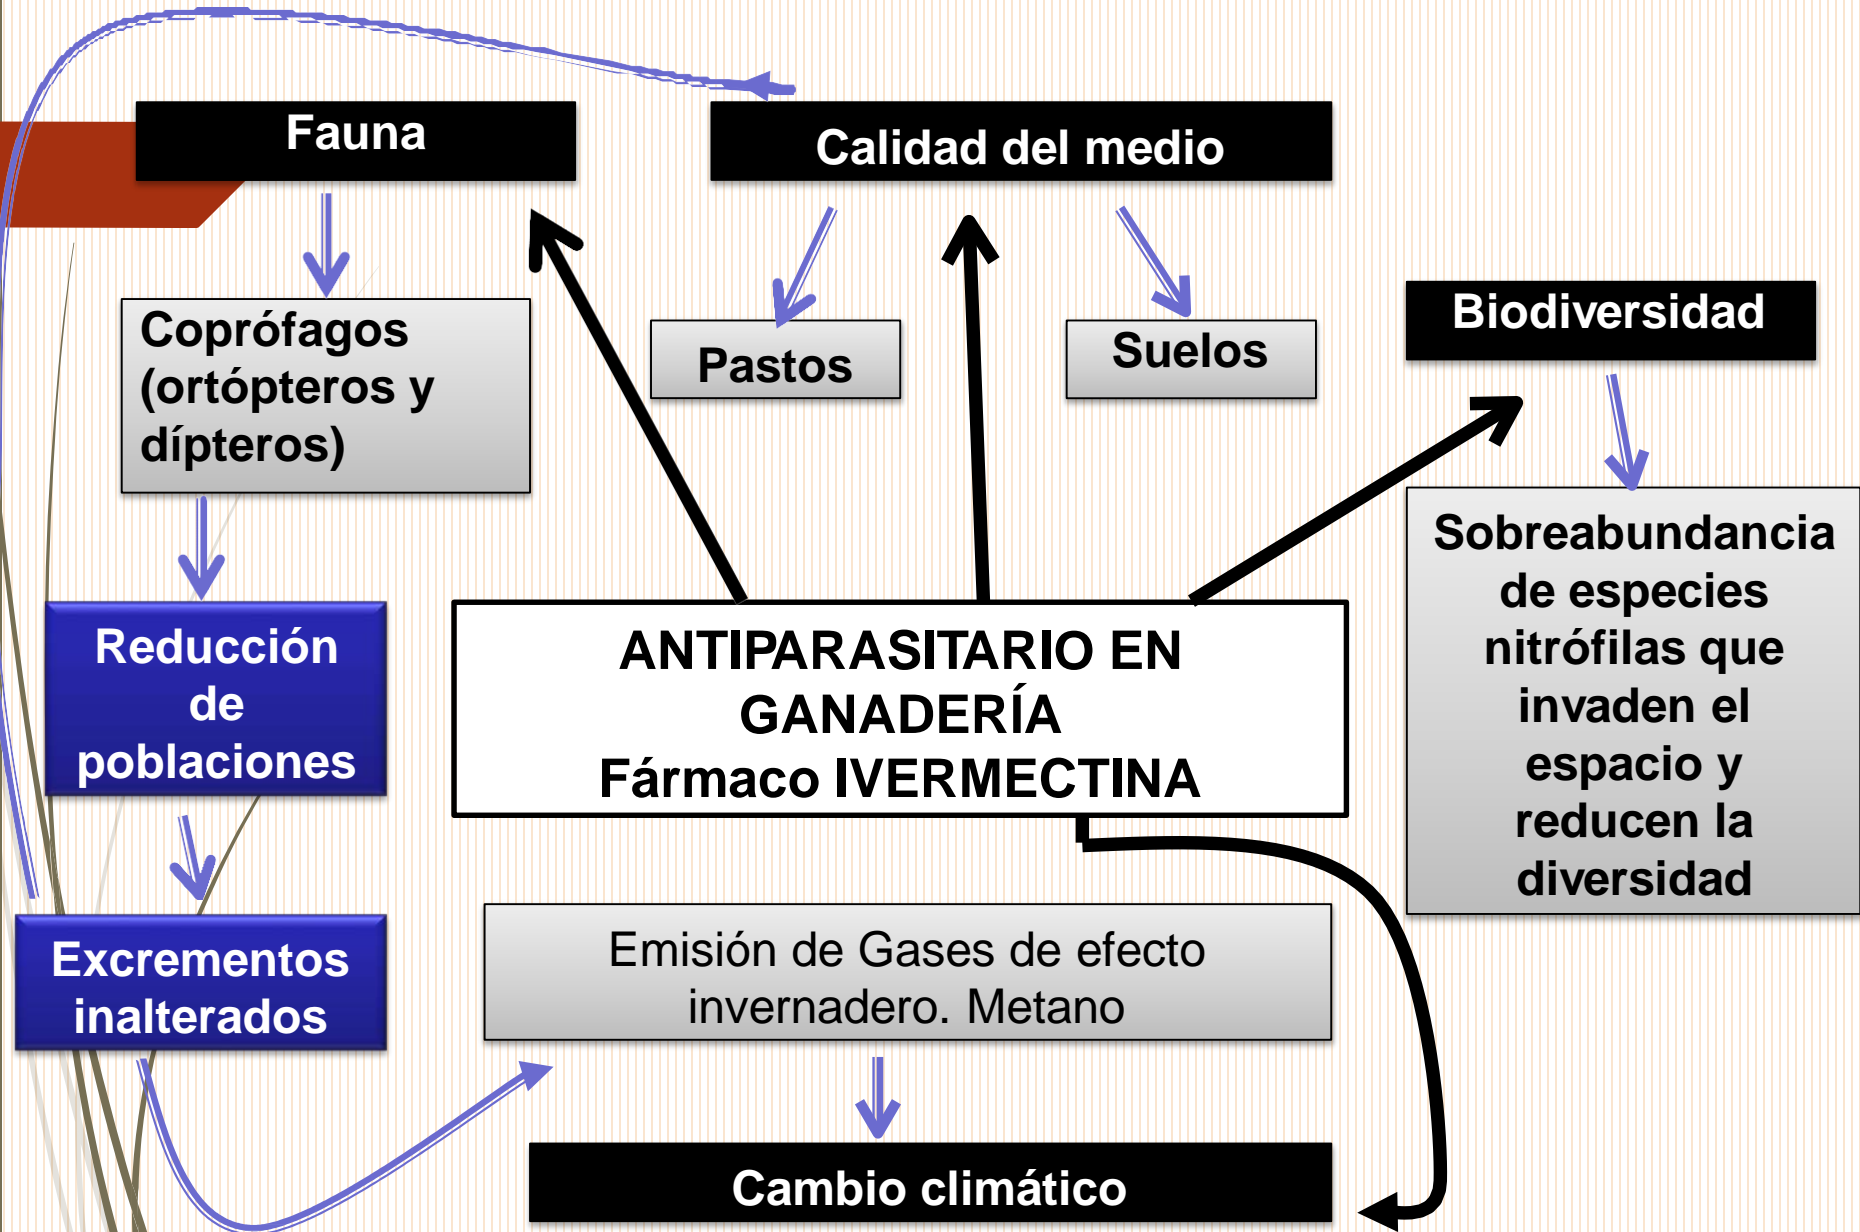 Fauna
Calidad del medio
Coprófagos
(ortópteros y
dípteros)
Pastos
Suelos
Biodiversidad
Sobreabundancia
de especies
nitrófilas que
invaden el
espacio y
reducen la
diversidad
Reducción
de
poblaciones
ANTIPARASITARIO EN
GANADERÍA
Fármaco IVERMECTINA
Excrementos
inalterados
Emisión de Gases de efecto
invernadero. Metano
Cambio climático